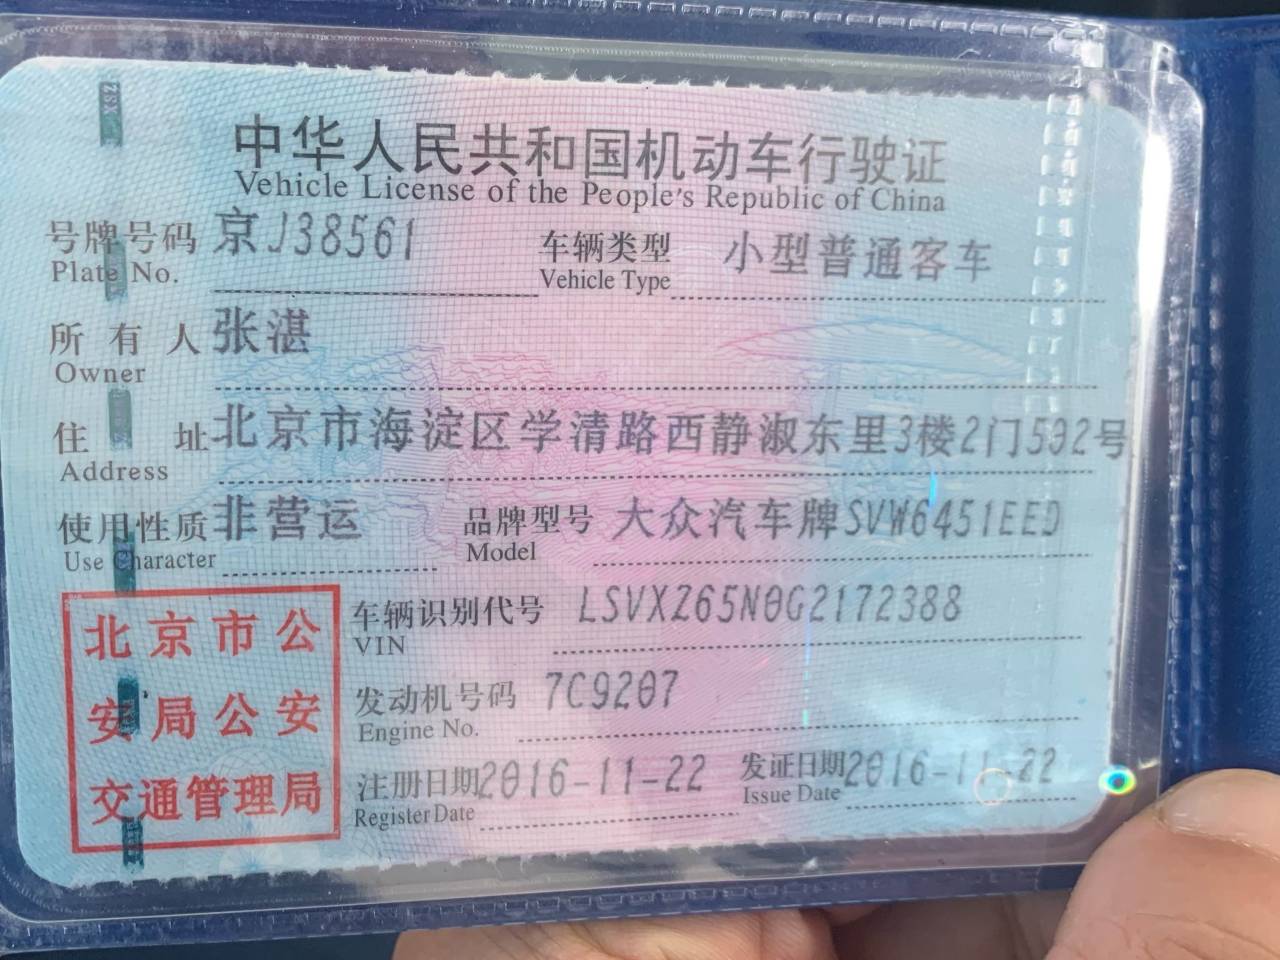 中华人民共和国机动车行驶证
Vehicle License of the People's Republic of China
号牌号码 京J38561 车辆类型 小型普通客车
Plate No. Vehicle Type
所有人 张湛
Owner
住址 北京市海淀区学清路西静淑东里3楼2门502号
Address
使用性质 非营运 品牌型号 大众汽车牌SVW6451EED
Use Character Model
北京市公
安局公安
交通管理局
车辆识别代号 LSVXZ65N0G2172388
VIN
发动机号码 7C9207
Engine No.
注册日期 2016-11-22 发证日期 2016-11-22
Register Date Issue Date